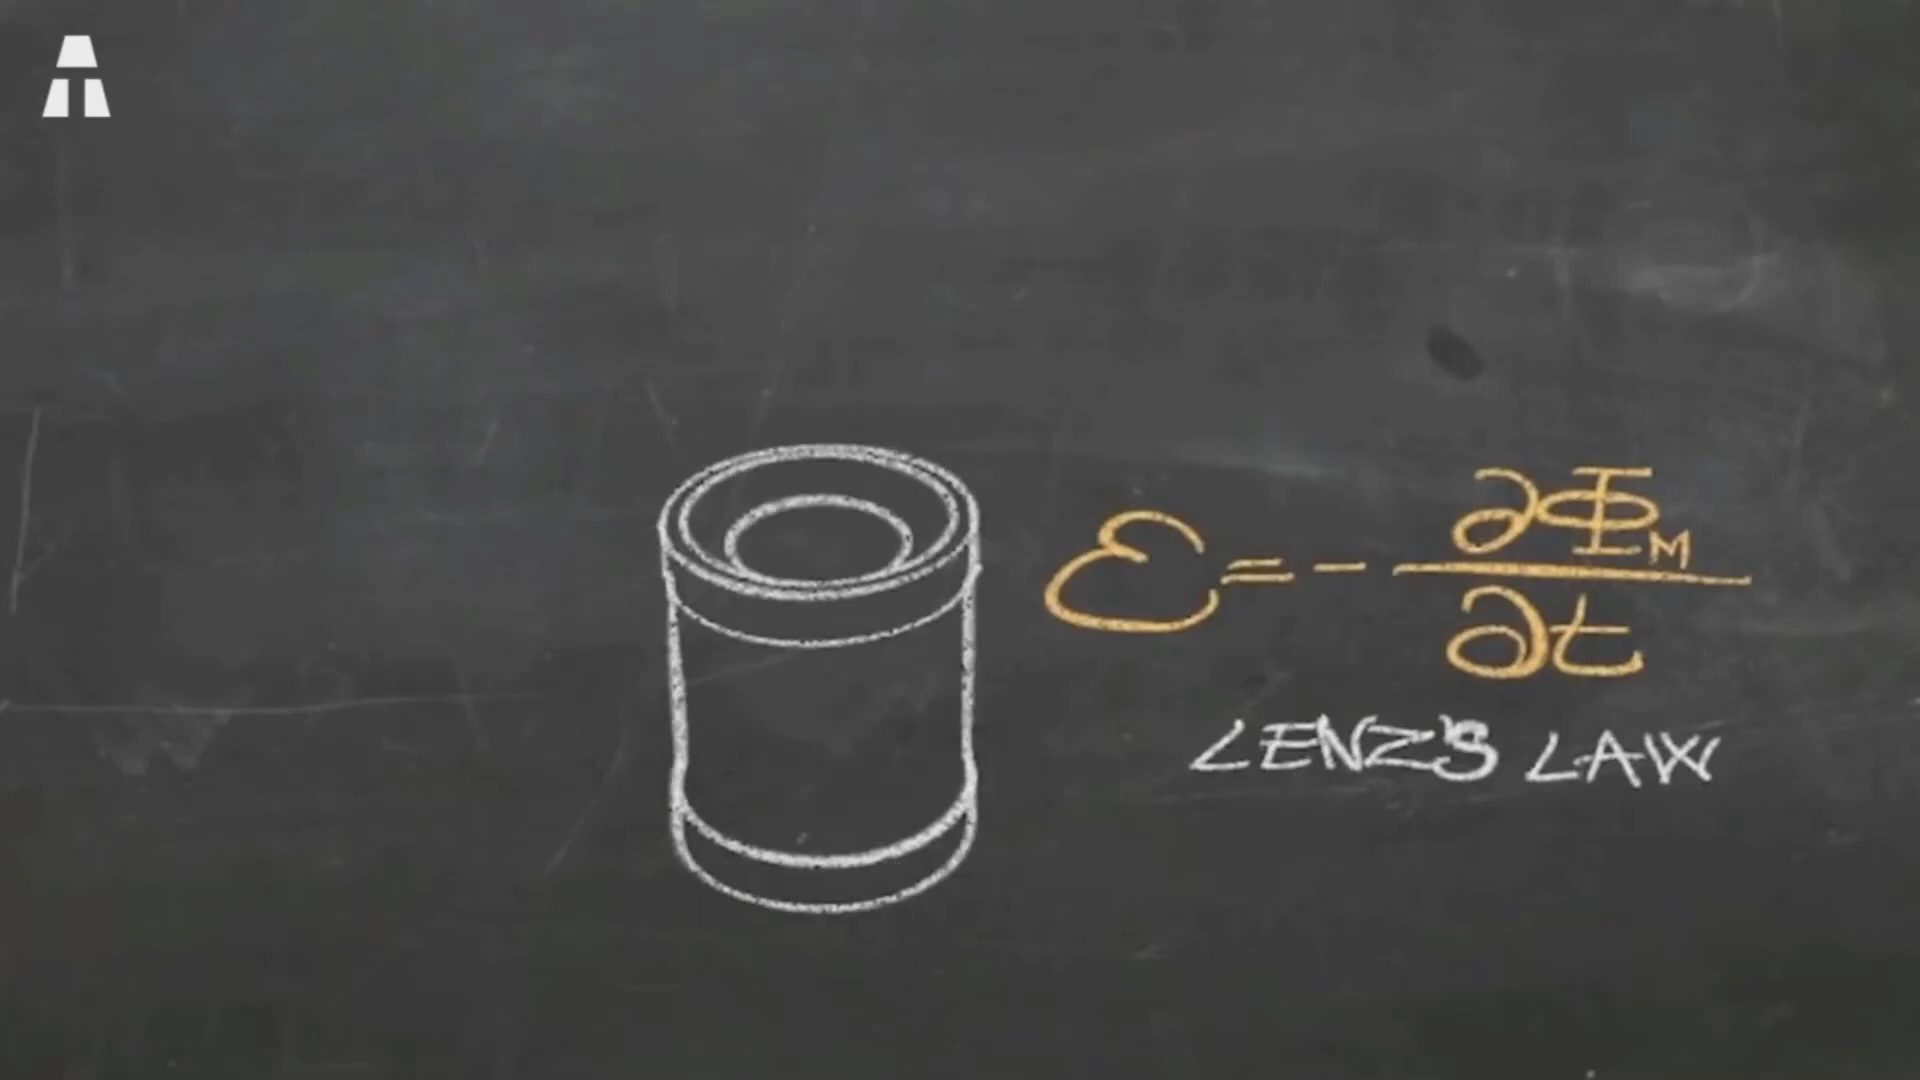 ℰ = - ∂Φ_M / ∂t
LENZ'S LAW